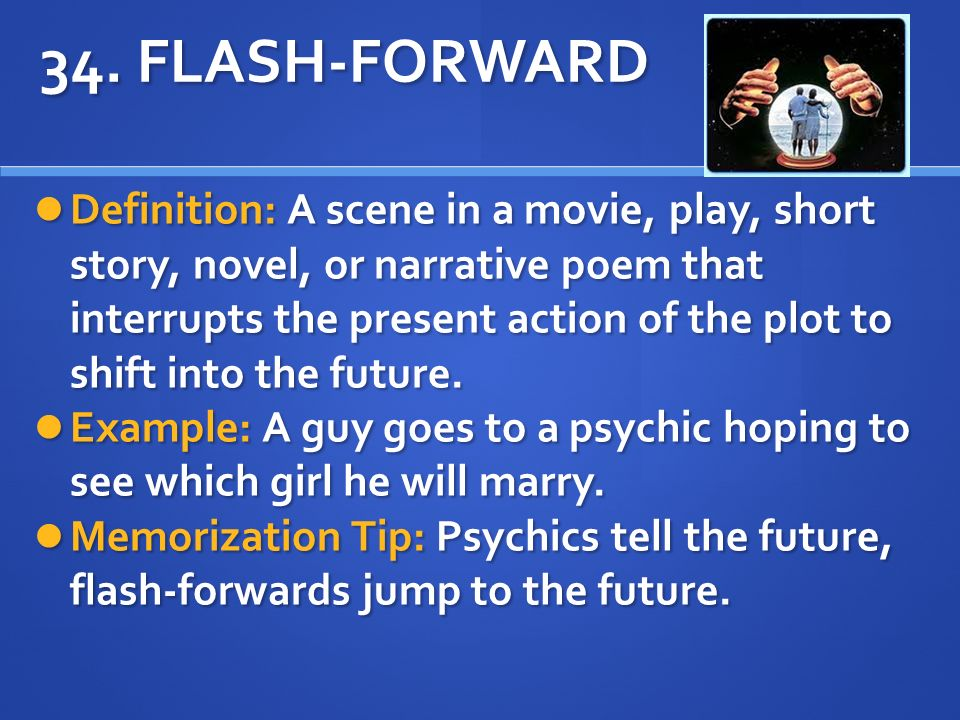 34. FLASH-FORWARD
Definition: A scene in a movie, play, short
story, novel, or narrative poem that
interrupts the present action of the plot to
shift into the future.
Example: A guy goes to a psychic hoping to
see which girl he will marry.
Memorization Tip: Psychics tell the future,
flash-forwards jump to the future.